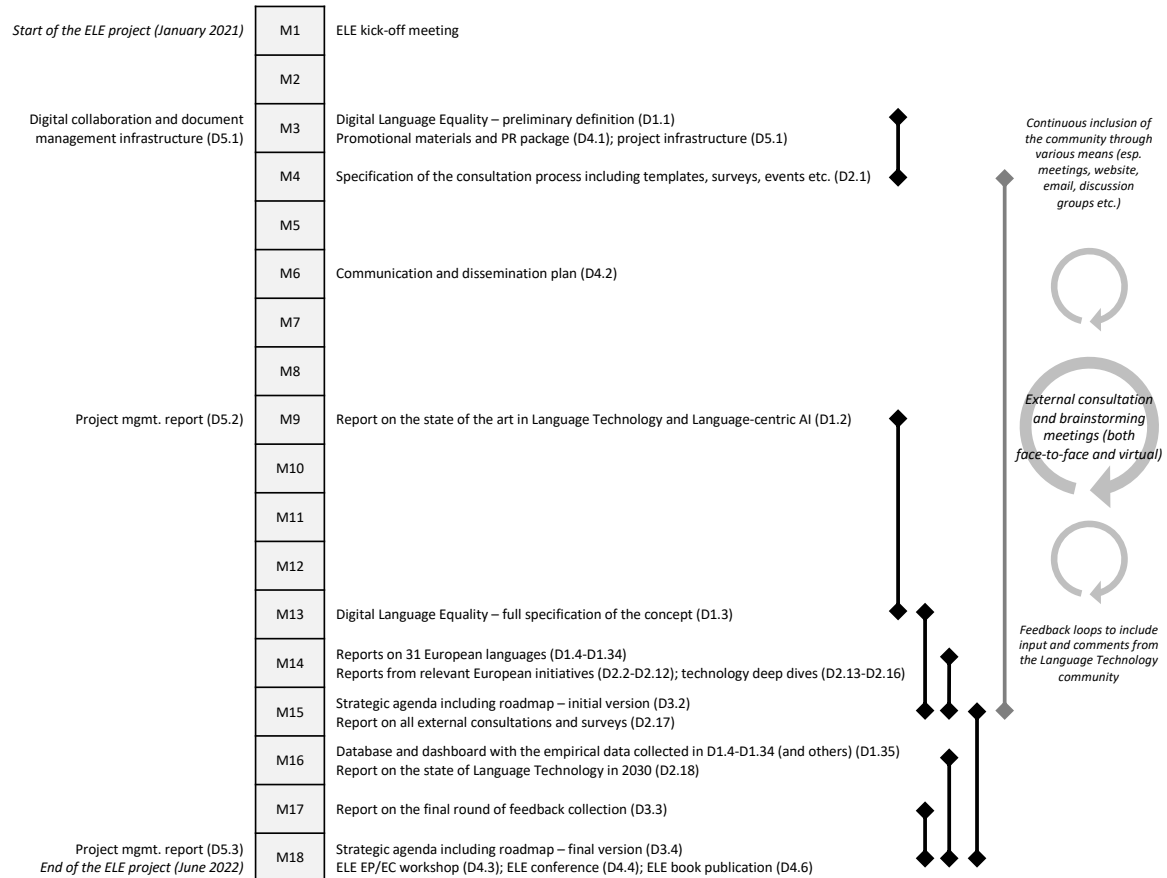 Start of the ELE project (January 2021)
M1
ELE kick-off meeting
M2
Digital collaboration and document
management infrastructure (D5.1)
M3
Digital Language Equality – preliminary definition (D1.1)
Promotional materials and PR package (D4.1); project infrastructure (D5.1)
Continuous inclusion of
the community through
various means (esp.
meetings, website,
email, discussion
groups etc.)
M4
Specification of the consultation process including templates, surveys, events etc. (D2.1)
M5
M6
Communication and dissemination plan (D4.2)
M7
M8
Project mgmt. report (D5.2)
M9
Report on the state of the art in Language Technology and Language-centric AI (D1.2)
External consultation
and brainstorming
meetings (both
face-to-face and virtual)
M10
M11
M12
M13
Digital Language Equality – full specification of the concept (D1.3)
Feedback loops to include
input and comments from
the Language Technology
community
M14
Reports on 31 European languages (D1.4-D1.34)
Reports from relevant European initiatives (D2.2-D2.12); technology deep dives (D2.13-D2.16)
M15
Strategic agenda including roadmap – initial version (D3.2)
Report on all external consultations and surveys (D2.17)
M16
Database and dashboard with the empirical data collected in D1.4-D1.34 (and others) (D1.35)
Report on the state of Language Technology in 2030 (D2.18)
M17
Report on the final round of feedback collection (D3.3)
Project mgmt. report (D5.3)
End of the ELE project (June 2022)
M18
Strategic agenda including roadmap – final version (D3.4)
ELE EP/EC workshop (D4.3); ELE conference (D4.4); ELE book publication (D4.6)